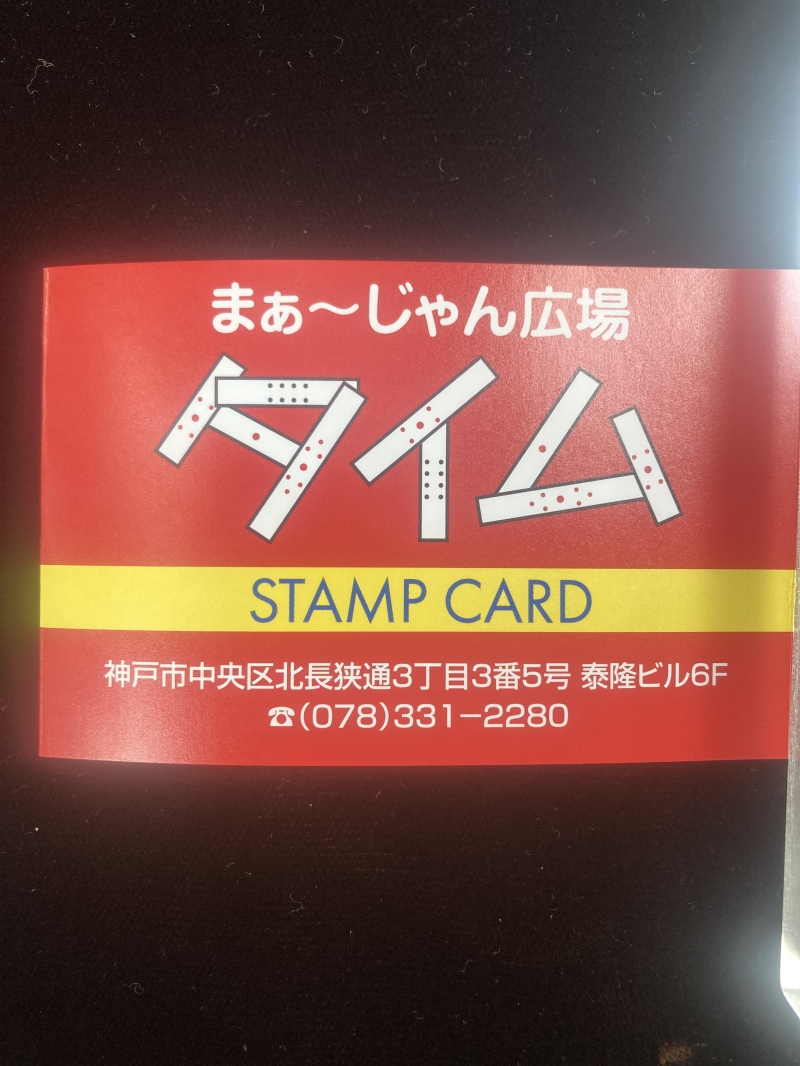 まぁ〜じゃん広場
タイム
STAMP CARD
神戸市中央区北長狭通3丁目3番5号 泰隆ビル6F
☎(078)331−2280